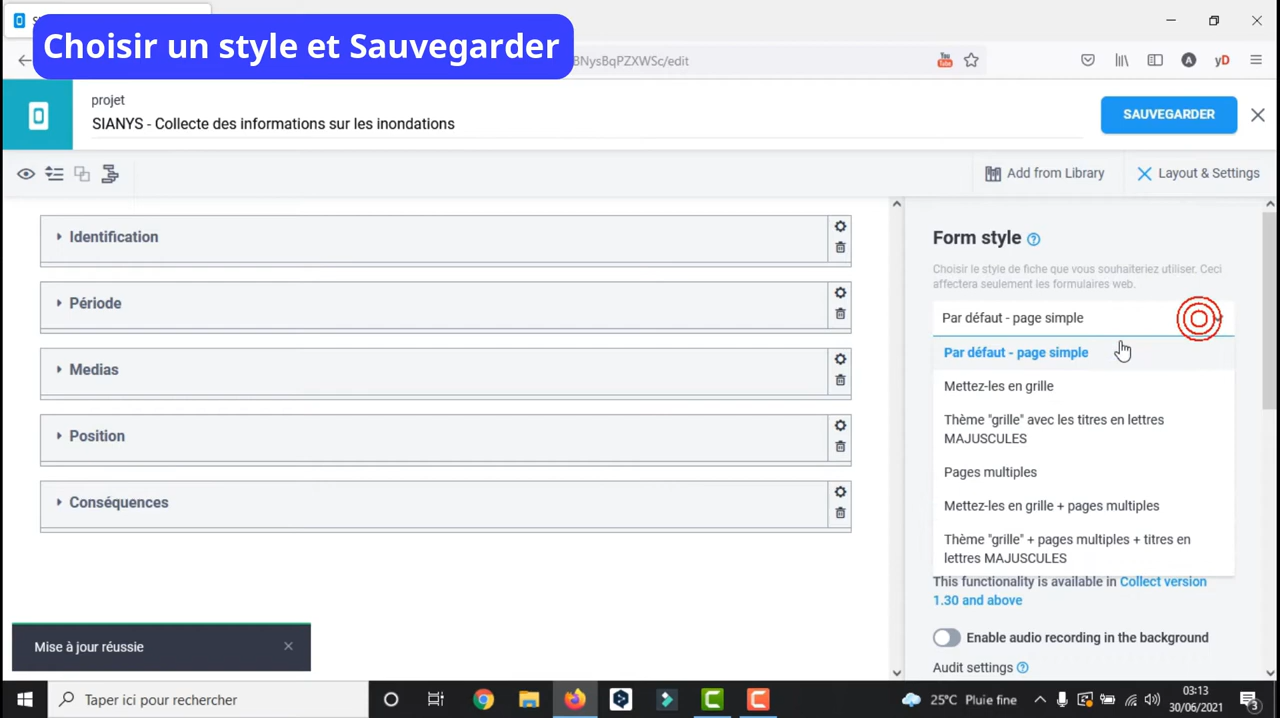 Choisir un style et Sauvegarder
BNysBqPZXWSc/edit
yD
projet
SIANYS - Collecte des informations sur les inondations
SAUVEGARDER
Add from Library
Layout & Settings
Identification
Période
Medias
Position
Conséquences
Form style
Choisir le style de fiche que vous souhaiteriez utiliser. Ceci
affectera seulement les formulaires web.
Par défaut - page simple
Par défaut - page simple
Mettez-les en grille
Thème "grille" avec les titres en lettres
MAJUSCULES
Pages multiples
Mettez-les en grille + pages multiples
Thème "grille" + pages multiples + titres en
lettres MAJUSCULES
This functionality is available in Collect version
1.30 and above
Enable audio recording in the background
Audit settings
Mise à jour réussie
Taper ici pour rechercher
25°C Pluie fine
03:13
30/06/2021
3